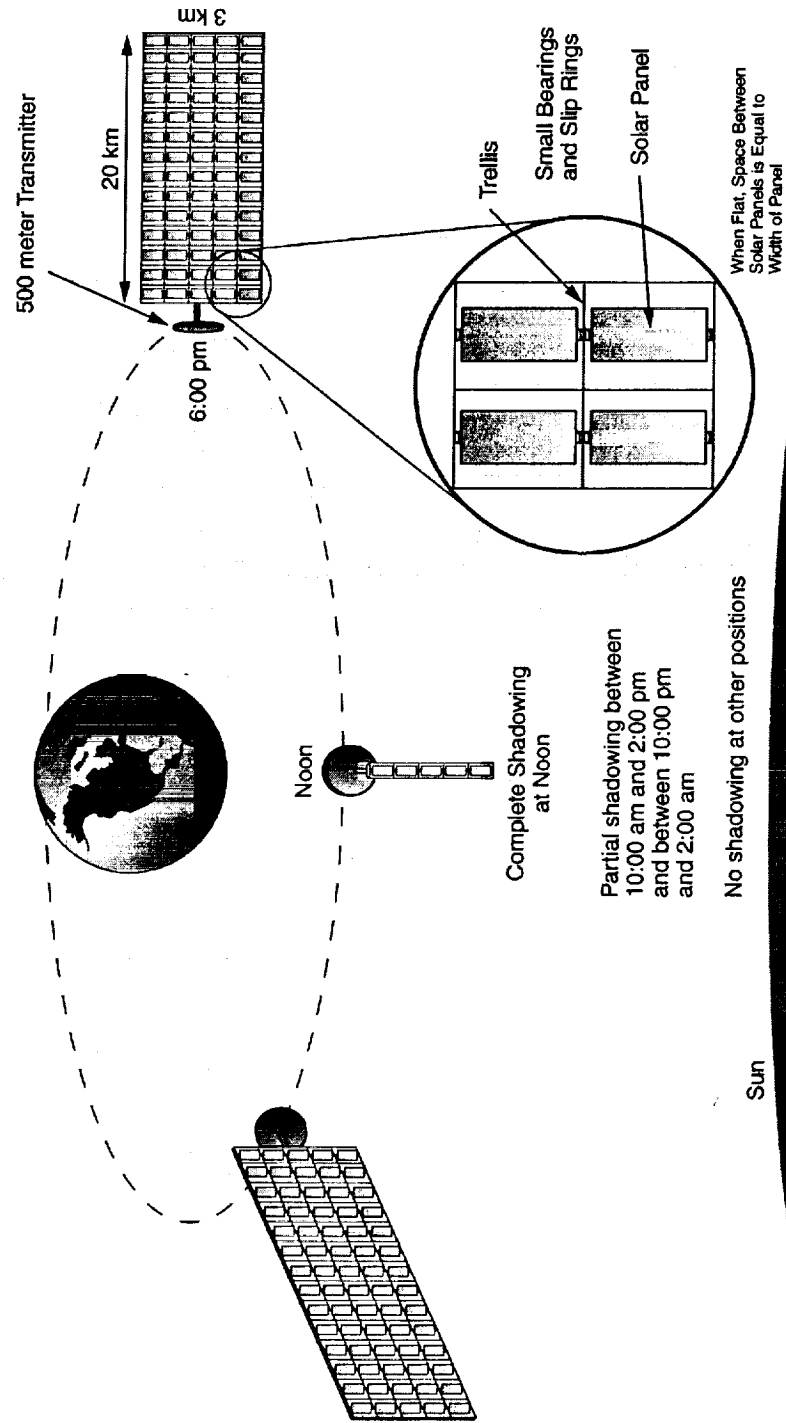 500 meter Transmitter
20 km
3 km
6:00 pm
Noon
Complete Shadowing
at Noon
Trellis
Small Bearings
and Slip Rings
Solar Panel
Partial shadowing between
10:00 am and 2:00 pm
and between 10:00 pm
and 2:00 am
No shadowing at other positions
When Flat, Space Between
Solar Panels is Equal to
Width of Panel
Sun